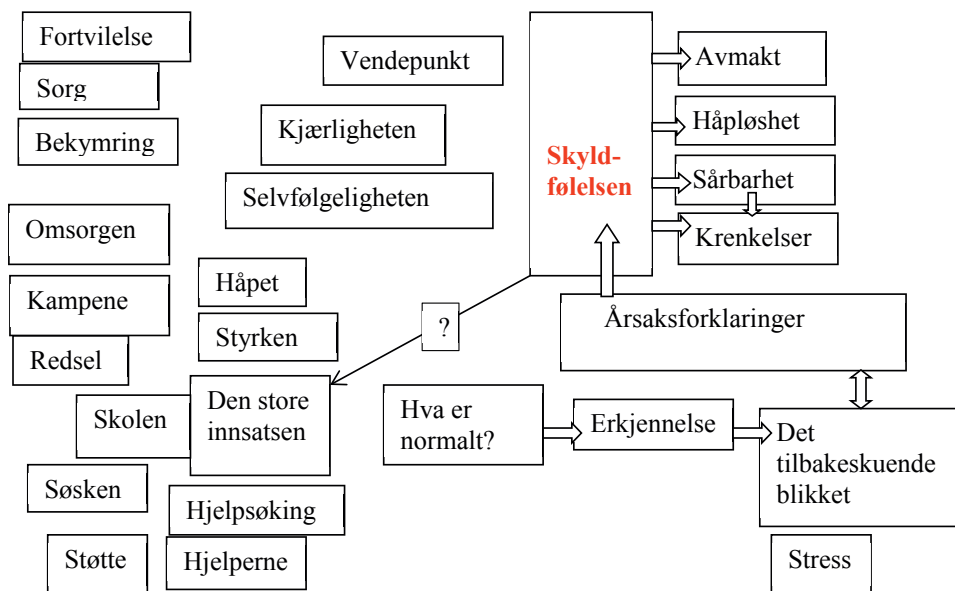 Fortvilelse
Sorg
Bekymring
Omsorgen
Kampene
Redsel
Skolen
Søsken
Støtte
Vendepunkt
Kjærligheten
Selvfølgeligheten
Håpet
Styrken
Den store
innsatsen
Hjelpsøking
Hjelperne
?
Skyld-
følelsen
Avmakt
Håpløshet
Sårbarhet
Krenkelser
Årsaksforklaringer
Hva er
normalt?
Erkjennelse
Det
tilbakeskuende
blikket
Stress